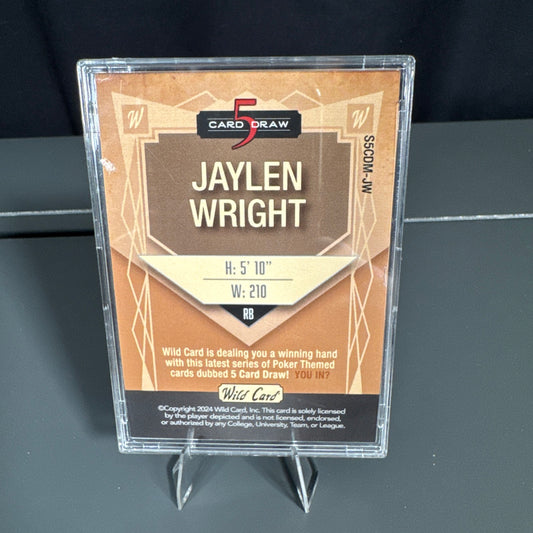 W
5
CARD DRAW
W
S5CDM-JW
JAYLEN
WRIGHT
H: 5' 10"
W: 210
RB
Wild Card is dealing you a winning hand
with this latest series of Poker Themed
cards dubbed 5 Card Draw! YOU IN?
Wild Card
©Copyright 2024 Wild Card, Inc. This card is solely licensed
by the player depicted and is not licensed, endorsed,
or authorized by any College, University, Team, or League.